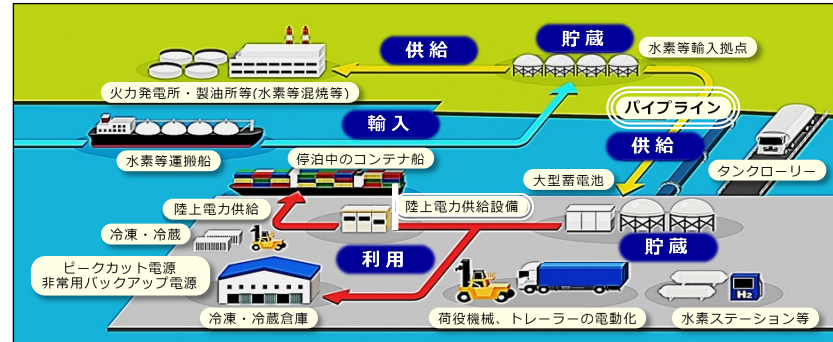 供給
貯蔵
水素等輸入拠点
火力発電所・製油所等(水素等混焼等)
パイプライン
輸入
供給
水素等運搬船
停泊中のコンテナ船
大型蓄電池
タンクローリー
陸上電力供給
陸上電力供給設備
冷凍・冷蔵
利用
貯蔵
ピークカット電源
非常用バックアップ電源
H2
冷凍・冷蔵倉庫
荷役機械、トレーラーの電動化
水素ステーション等